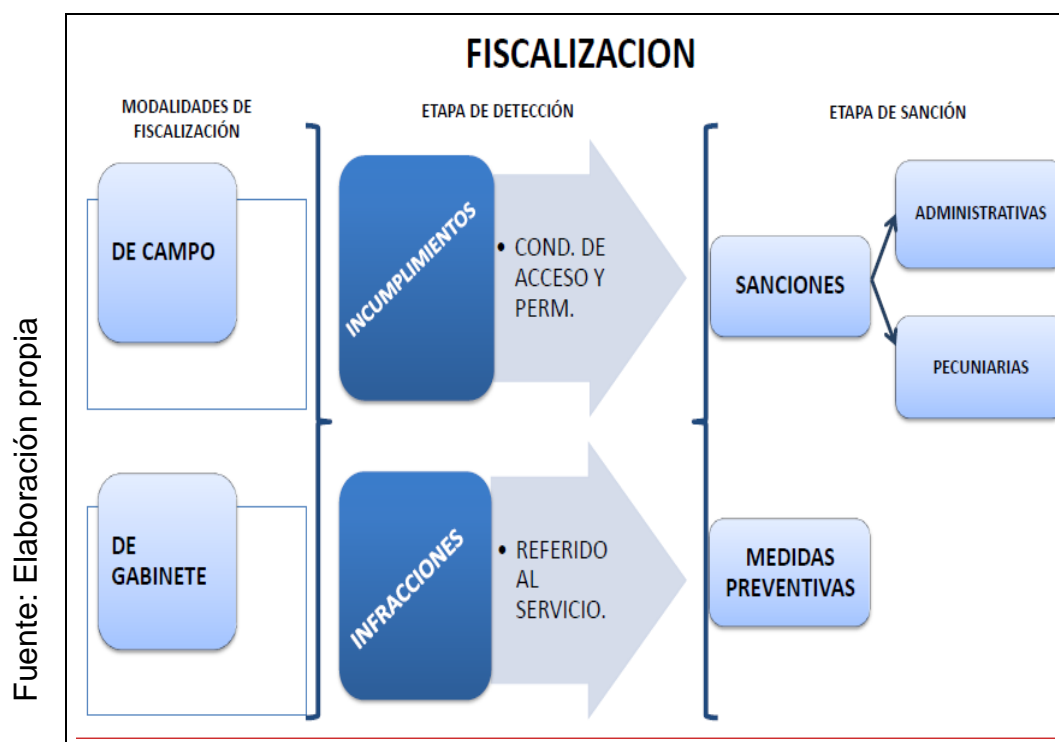 FISCALIZACION
MODALIDADES DE
FISCALIZACIÓN
ETAPA DE DETECCIÓN
ETAPA DE SANCIÓN
DE CAMPO
INCUMPLIMIENTOS
• COND. DE
ACCESO Y
PERM.
SANCIONES
ADMINISTRATIVAS
PECUNIARIAS
DE
GABINETE
INFRACCIONES
• REFERIDO
AL
SERVICIO.
MEDIDAS
PREVENTIVAS
Fuente: Elaboración propia